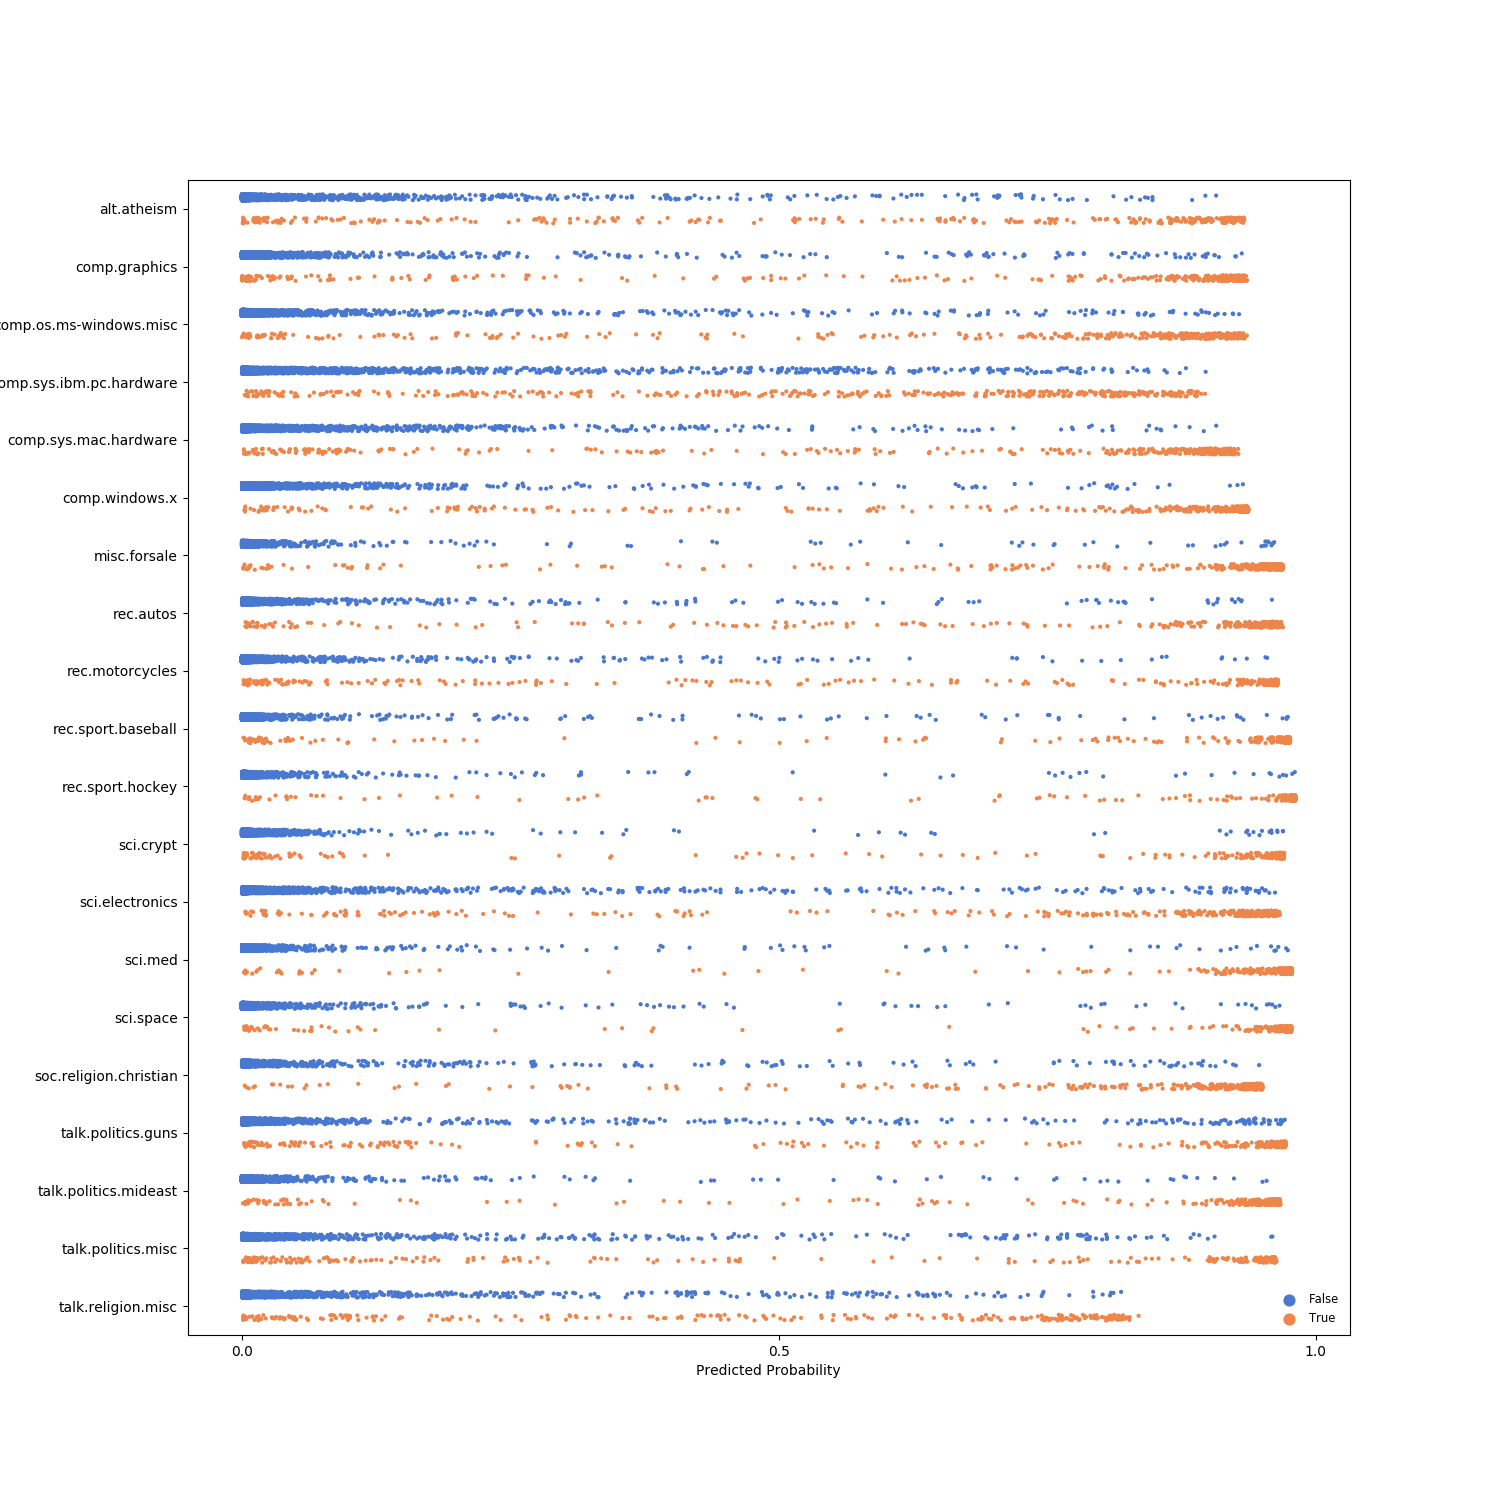 alt.atheism
comp.graphics
comp.os.ms-windows.misc
omp.sys.ibm.pc.hardware
comp.sys.mac.hardware
comp.windows.x
misc.forsale
rec.autos
rec.motorcycles
rec.sport.baseball
rec.sport.hockey
sci.crypt
sci.electronics
sci.med
sci.space
soc.religion.christian
talk.politics.guns
talk.politics.mideast
talk.politics.misc
talk.religion.misc
False
True
0.0 0.5 1.0
Predicted Probability